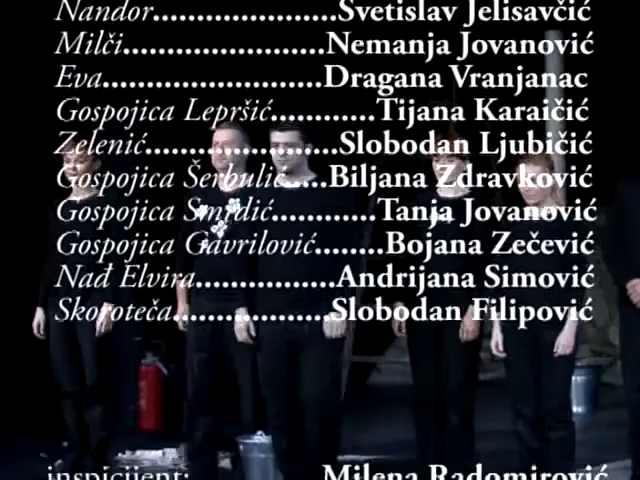 Nandor.....................Svetislav Jelisavčić
Milči.......................Nemanja Jovanović
Eva.........................Dragana Vranjanac
Gospojica Lepršić............Tijana Karaičić
Zelenić......................Slobodan Ljubičić
Gospojica Šerbulić.....Biljana Zdravković
Gospojica Smrdić............Tanja Jovanović
Gospojica Gavrilović........Bojana Zečević
Nađ Elvira................Andrijana Simović
Skoroteča..................Slobodan Filipović
inspicijent: Milena Radomirović